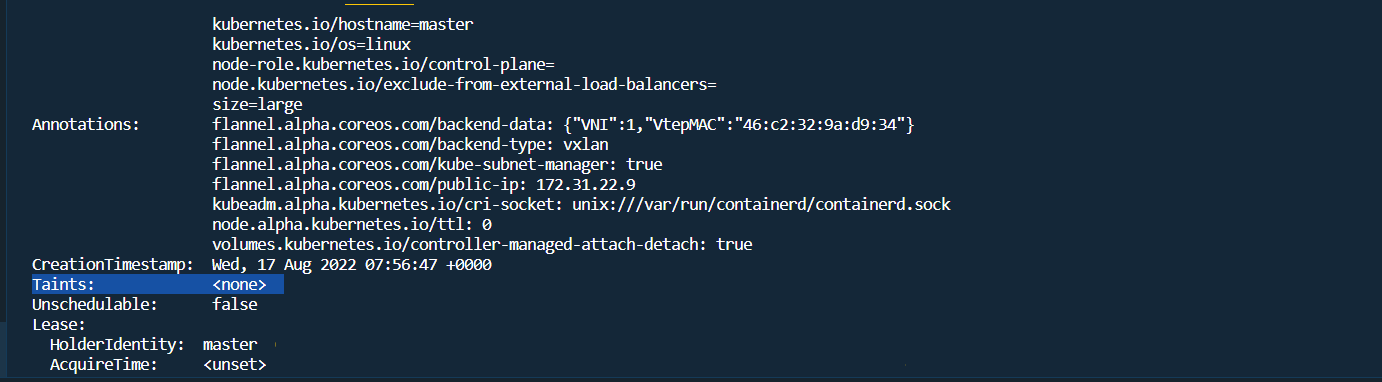 kubernetes.io/hostname=master
kubernetes.io/os=linux
node-role.kubernetes.io/control-plane=
node.kubernetes.io/exclude-from-external-load-balancers=
size=large
Annotations: flannel.alpha.coreos.com/backend-data: {"VNI":1,"VtepMAC":"46:c2:32:9a:d9:34"}
flannel.alpha.coreos.com/backend-type: vxlan
flannel.alpha.coreos.com/kube-subnet-manager: true
flannel.alpha.coreos.com/public-ip: 172.31.22.9
kubeadm.alpha.kubernetes.io/cri-socket: unix:///var/run/containerd/containerd.sock
node.alpha.kubernetes.io/ttl: 0
volumes.kubernetes.io/controller-managed-attach-detach: true
CreationTimestamp: Wed, 17 Aug 2022 07:56:47 +0000
Taints: <none>
Unschedulable: false
Lease:
HolderIdentity: master
AcquireTime: <unset>